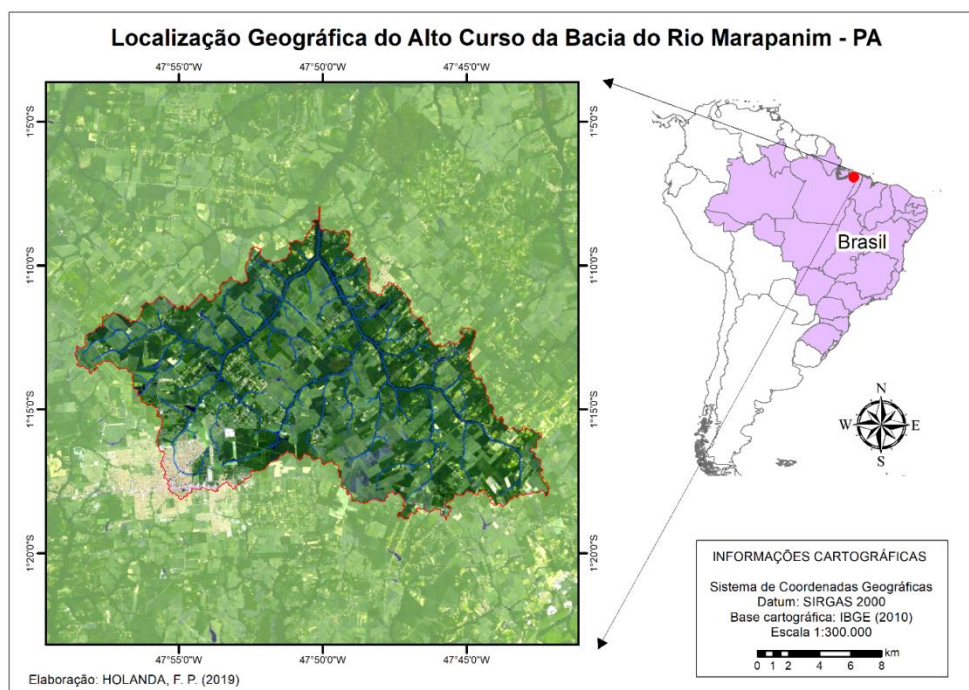 Localização Geográfica do Alto Curso da Bacia do Rio Marapanim - PA
47°55'0"W 47°50'0"W 47°45'0"W
1°5'0"S 1°5'0"S
1°10'0"S 1°10'0"S
1°15'0"S 1°15'0"S
1°20'0"S 1°20'0"S
47°55'0"W 47°50'0"W 47°45'0"W
Brasil
N
W E
S
INFORMAÇÕES CARTOGRÁFICAS
Sistema de Coordenadas Geográficas
Datum: SIRGAS 2000
Base cartográfica: IBGE (2010)
Escala 1:300.000
km
0 1 2 4 6 8
Elaboração: HOLANDA, F. P. (2019)